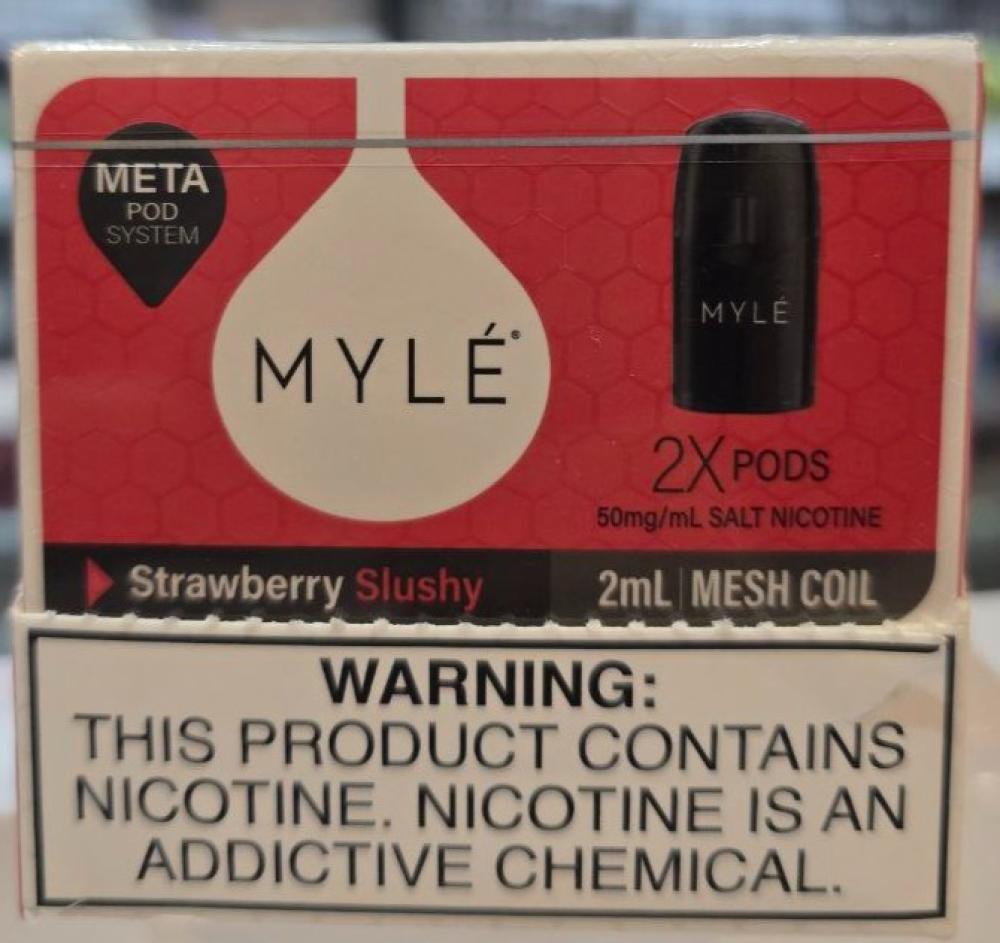 META
POD
SYSTEM
MYLÉ®
MYLÉ
2X PODS
50mg/mL SALT NICOTINE
Strawberry Slushy
2mL | MESH COIL
WARNING:
THIS PRODUCT CONTAINS
NICOTINE. NICOTINE IS AN
ADDICTIVE CHEMICAL.